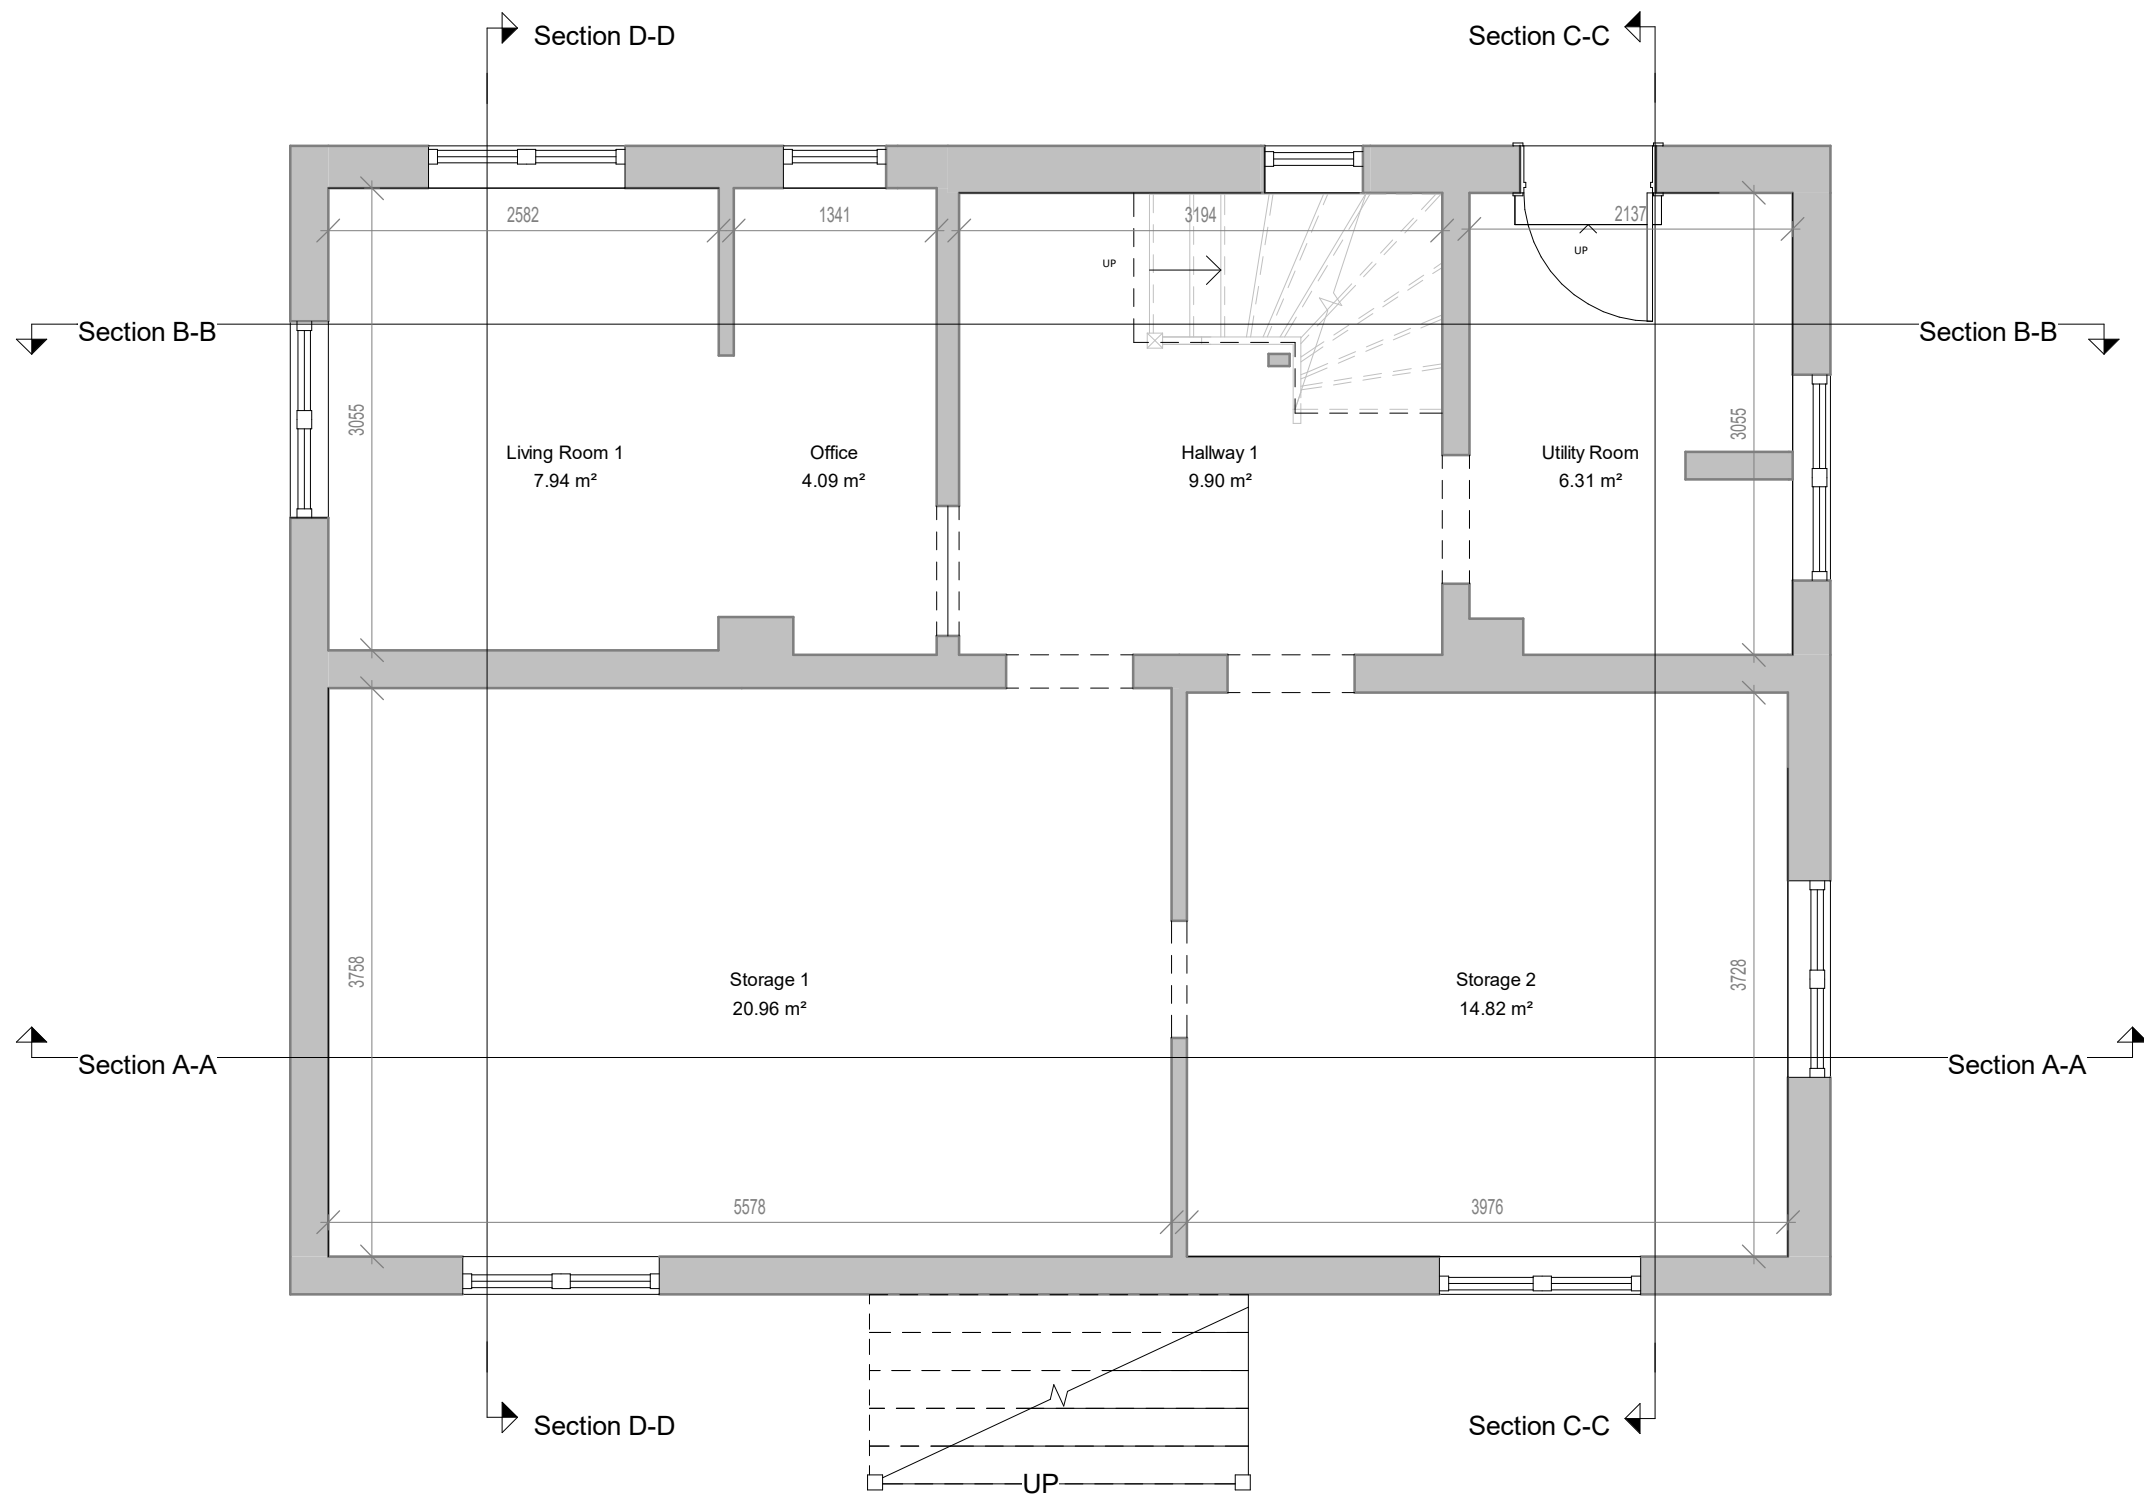 Section D-D
Section C-C
2582
1341
3194
2137
UP
UP
Section B-B
Section B-B
3055
3055
Living Room 1
7.94 m²
Office
4.09 m²
Hallway 1
9.90 m²
Utility Room
6.31 m²
3758
3728
Storage 1
20.96 m²
Storage 2
14.82 m²
Section A-A
Section A-A
5578
3976
Section D-D
Section C-C
UP